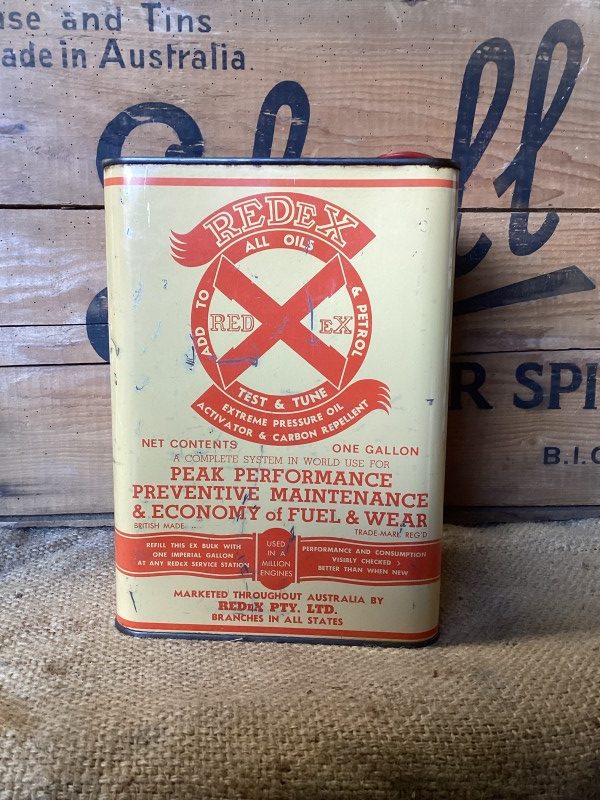 se and Tins
ade in Australia.
Shell
R SPI
B.I.C
REDEX
ALL OILS
ADD TO
& PETROL
RED EX
TEST & TUNE
EXTREME PRESSURE OIL
ACTIVATOR & CARBON REPELLENT
NET CONTENTS ONE GALLON
A COMPLETE SYSTEM IN WORLD USE FOR
PEAK PERFORMANCE
PREVENTIVE MAINTENANCE
& ECONOMY of FUEL & WEAR
BRITISH MADE TRADE-MARK REG'D
REFILL THIS EX BULK WITH
ONE IMPERIAL GALLON
AT ANY REDEX SERVICE STATION
USED
IN A
MILLION
ENGINES
PERFORMANCE AND CONSUMPTION
VISIBLY CHECKED >
BETTER THAN WHEN NEW
MARKETED THROUGHOUT AUSTRALIA BY
REDEX PTY. LTD.
BRANCHES IN ALL STATES